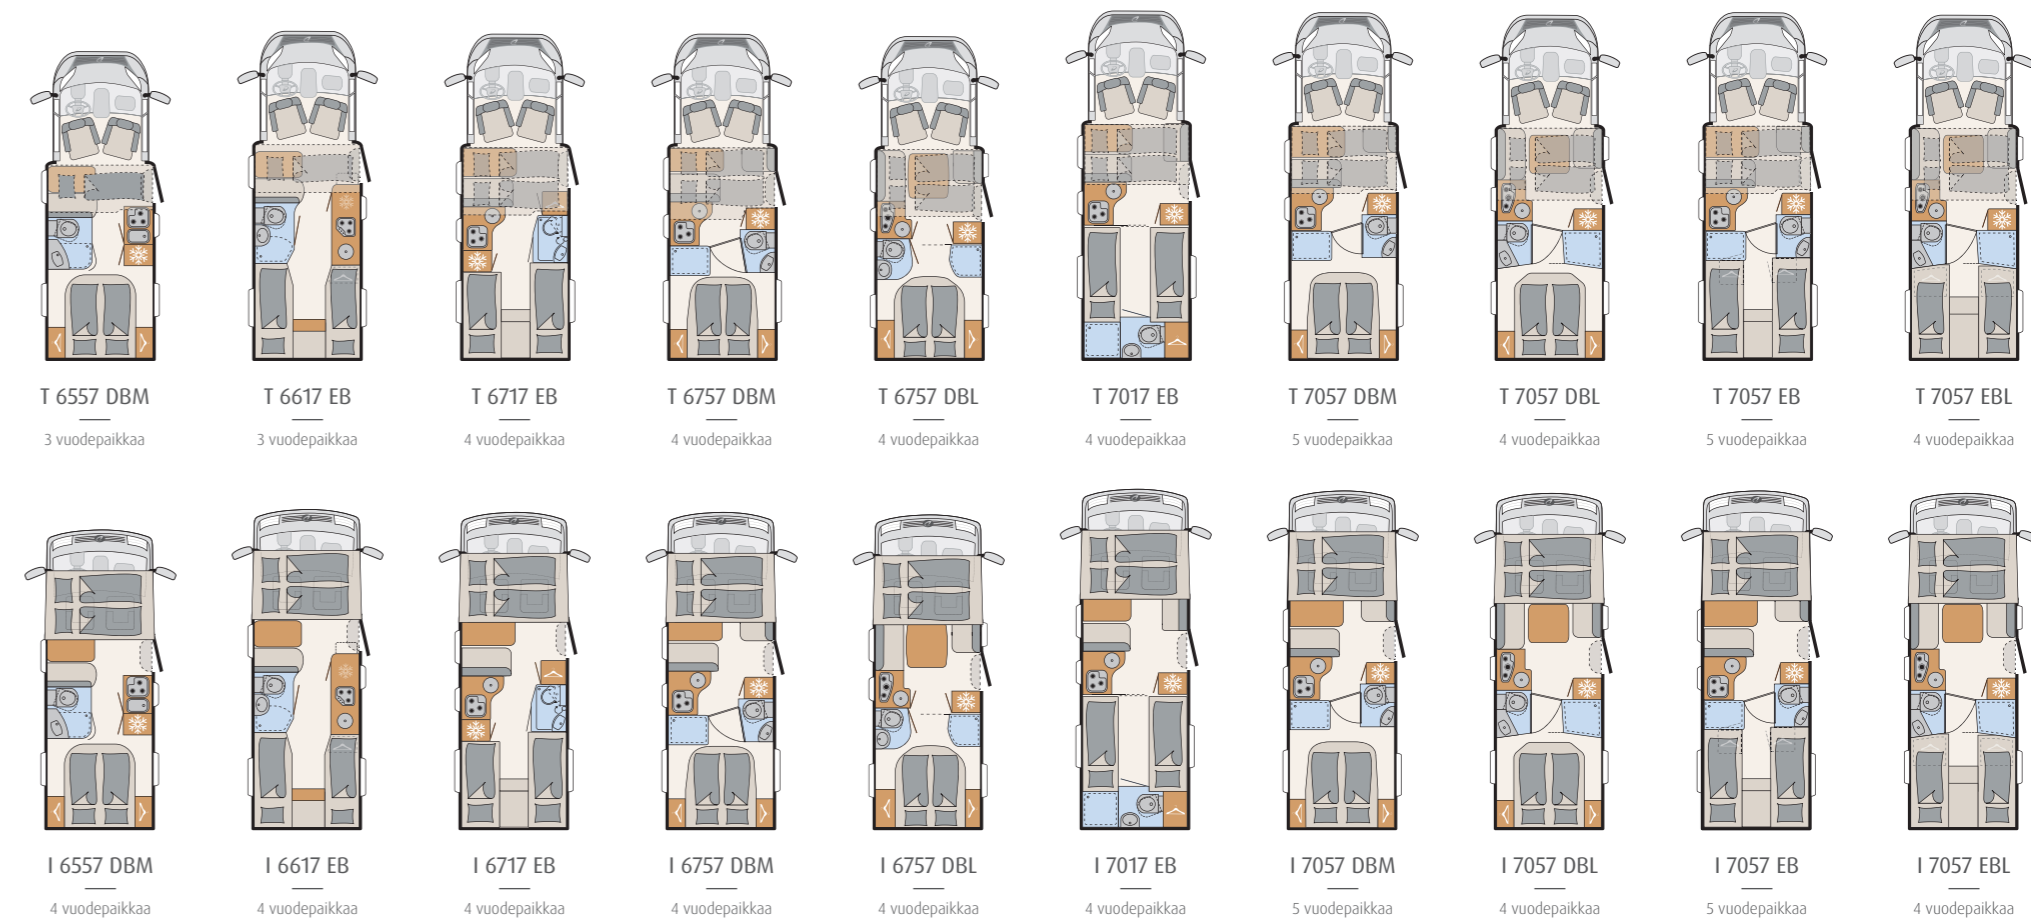 T 6557 DBM
3 vuodepaikkaa
T 6617 EB
3 vuodepaikkaa
T 6717 EB
4 vuodepaikkaa
T 6757 DBM
4 vuodepaikkaa
T 6757 DBL
4 vuodepaikkaa
T 7017 EB
4 vuodepaikkaa
T 7057 DBM
5 vuodepaikkaa
T 7057 DBL
4 vuodepaikkaa
T 7057 EB
5 vuodepaikkaa
T 7057 EBL
4 vuodepaikkaa
I 6557 DBM
4 vuodepaikkaa
I 6617 EB
4 vuodepaikkaa
I 6717 EB
4 vuodepaikkaa
I 6757 DBM
4 vuodepaikkaa
I 6757 DBL
4 vuodepaikkaa
I 7017 EB
4 vuodepaikkaa
I 7057 DBM
5 vuodepaikkaa
I 7057 DBL
4 vuodepaikkaa
I 7057 EB
5 vuodepaikkaa
I 7057 EBL
4 vuodepaikkaa